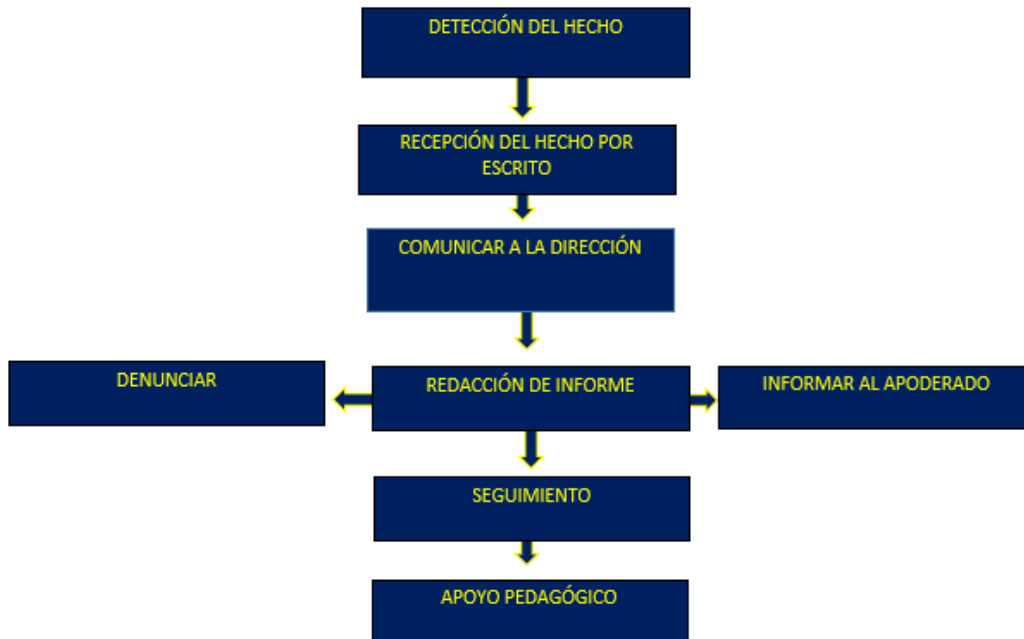 DETECCIÓN DEL HECHO
RECEPCIÓN DEL HECHO POR
ESCRITO
COMUNICAR A LA DIRECCIÓN
DENUNCIAR
REDACCIÓN DE INFORME
INFORMAR AL APODERADO
SEGUIMIENTO
APOYO PEDAGÓGICO